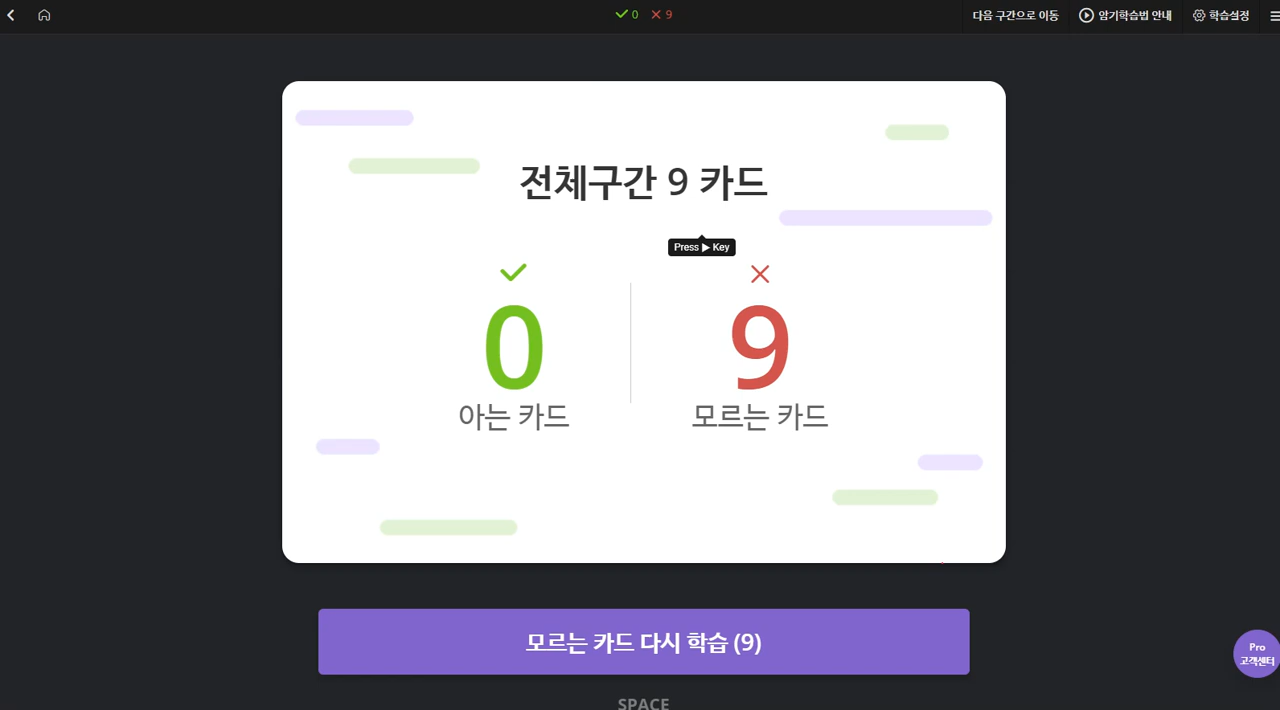 0 9 다음 구간으로 이동 암기학습법 안내 학습설정
전체구간 9 카드
Press ▶ Key
0 9
아는 카드 모르는 카드
모르는 카드 다시 학습 (9)
Pro
고객센터
SPACE